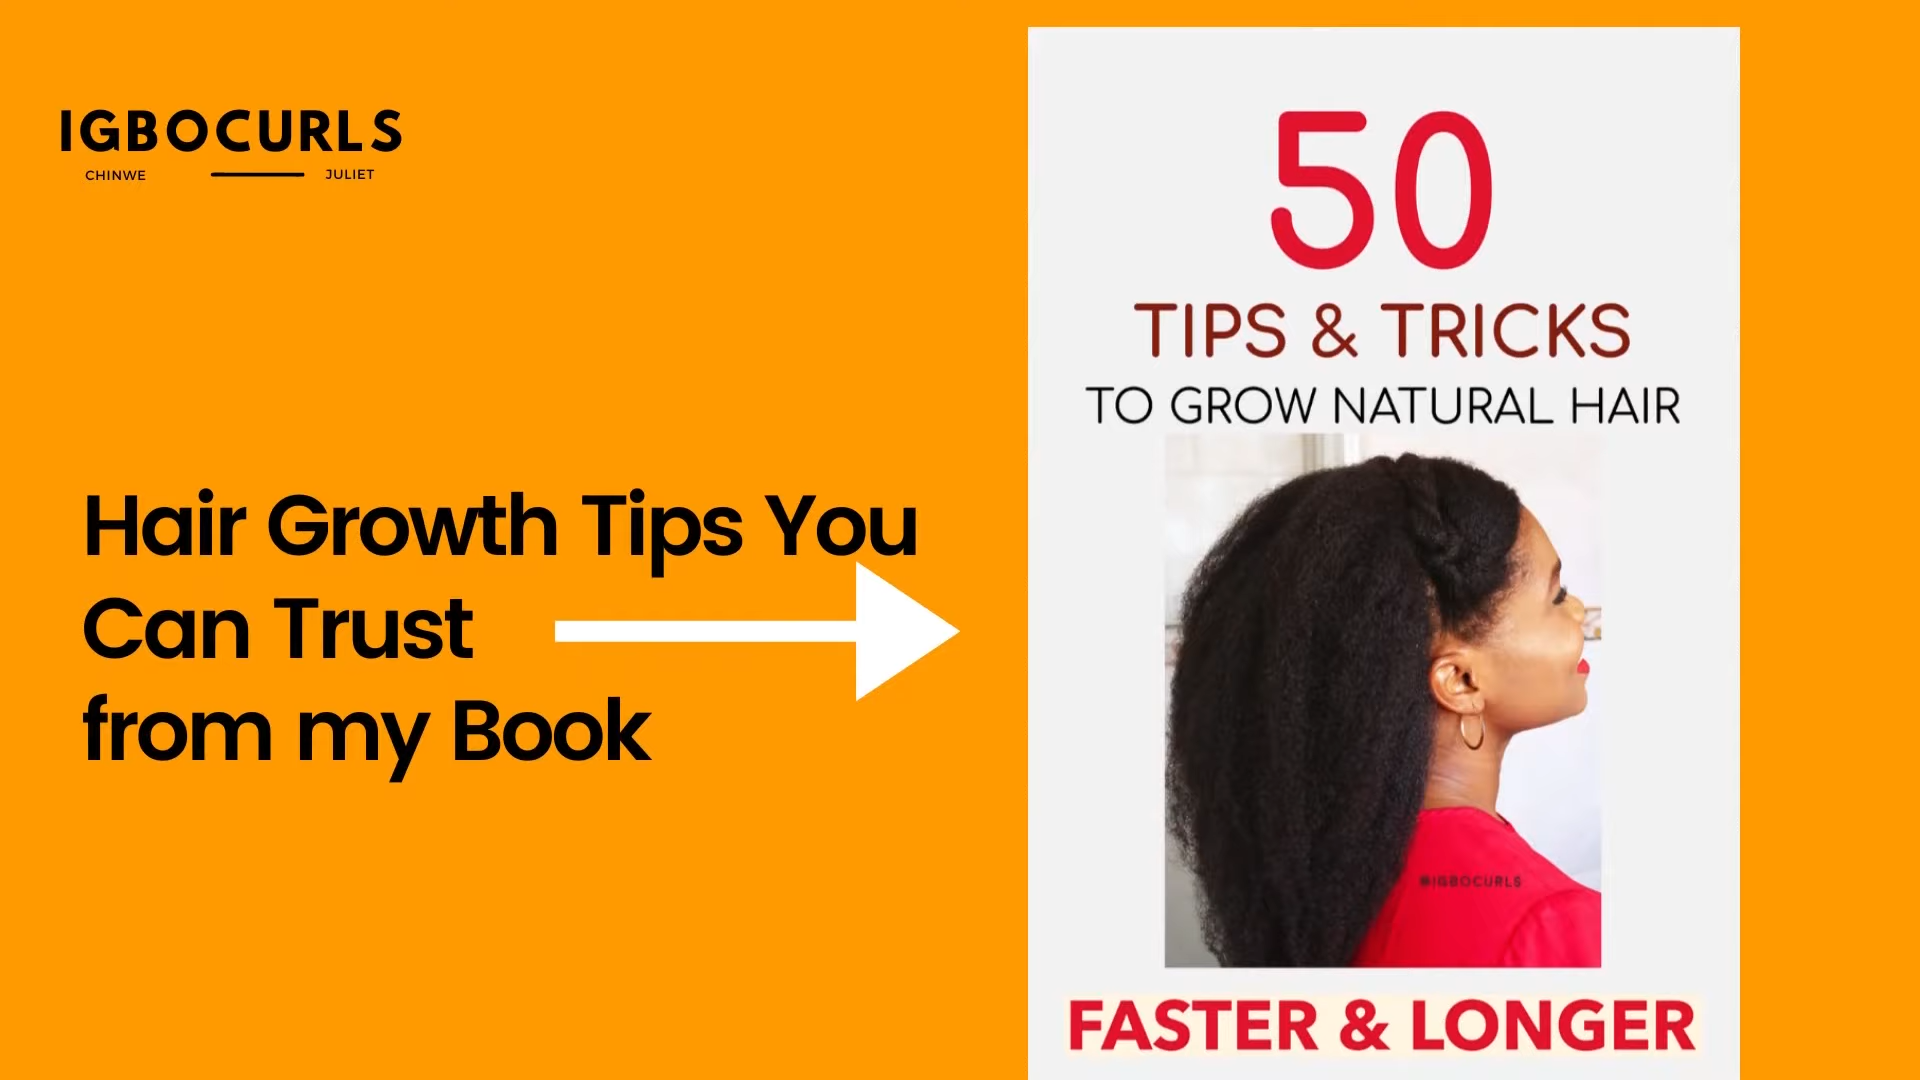 IGBOCURLS
CHINWE JULIET
Hair Growth Tips You
Can Trust
from my Book
50
TIPS & TRICKS
TO GROW NATURAL HAIR
@IGBOCURLS
FASTER & LONGER